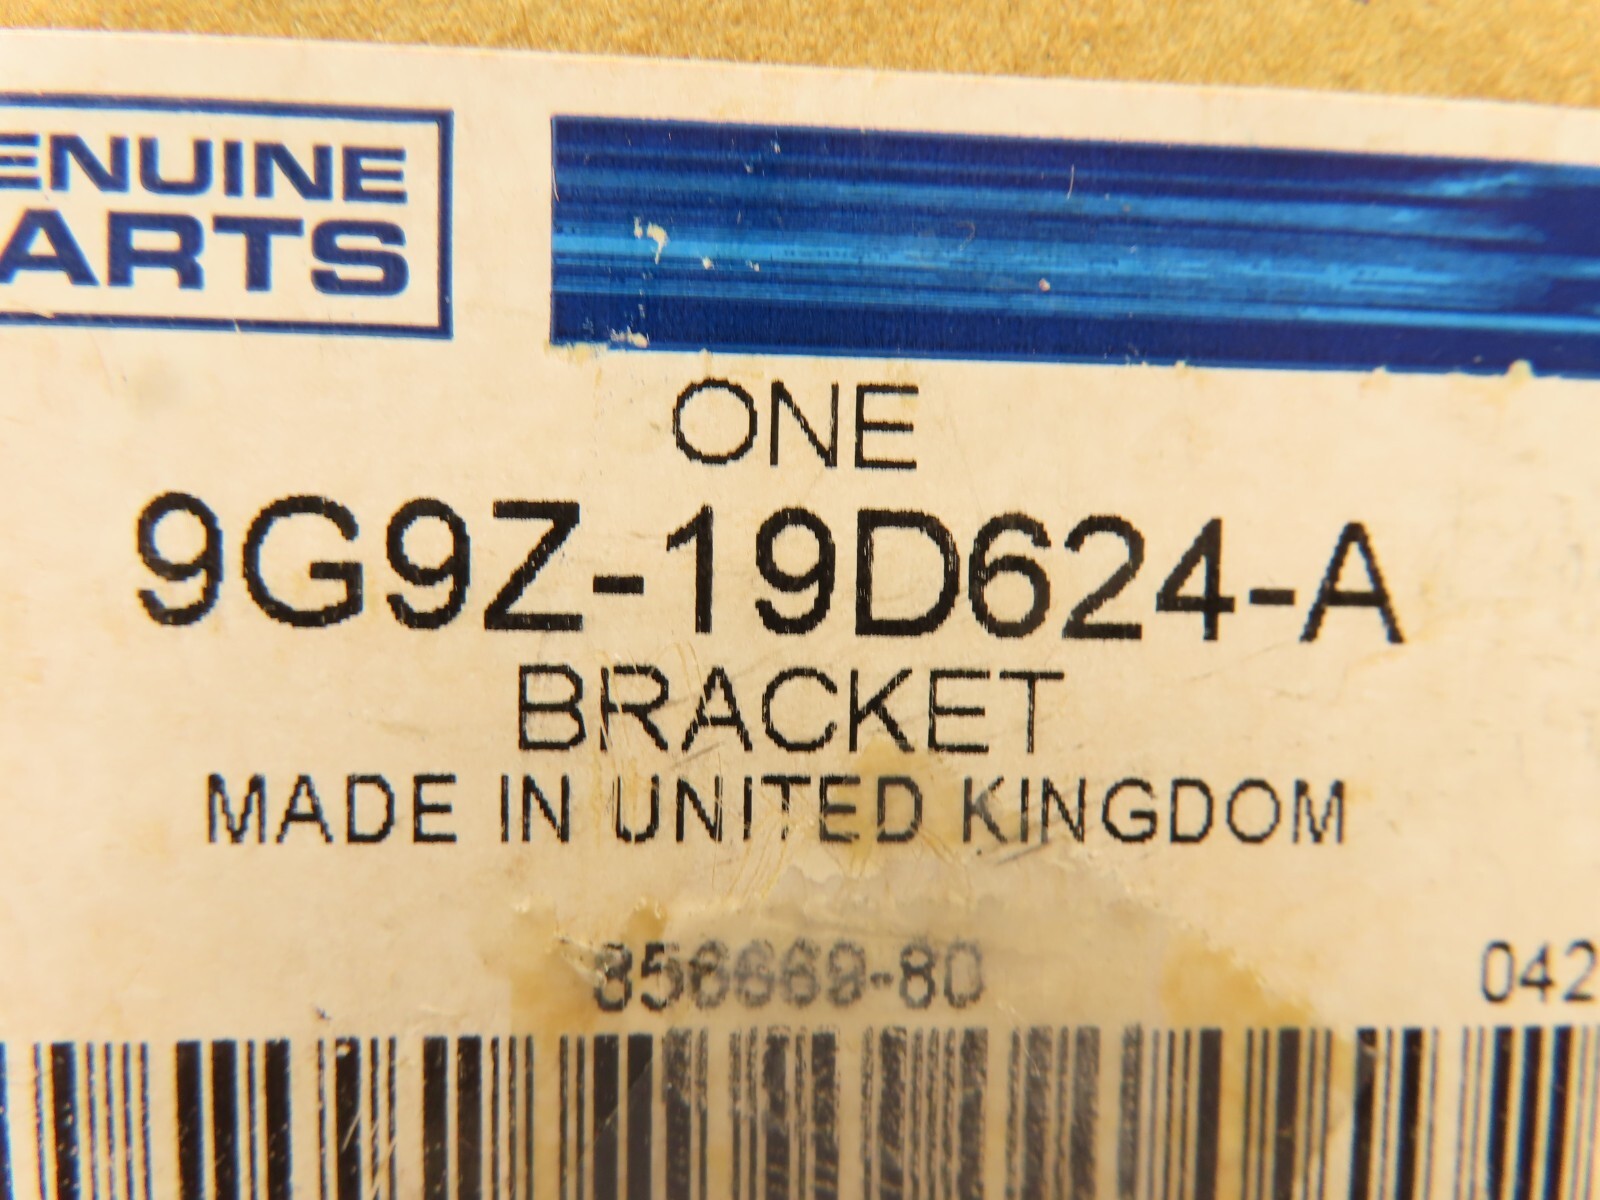 ENUINE
ARTS
ONE
9G9Z-19D624-A
BRACKET
MADE IN UNITED KINGDOM
042